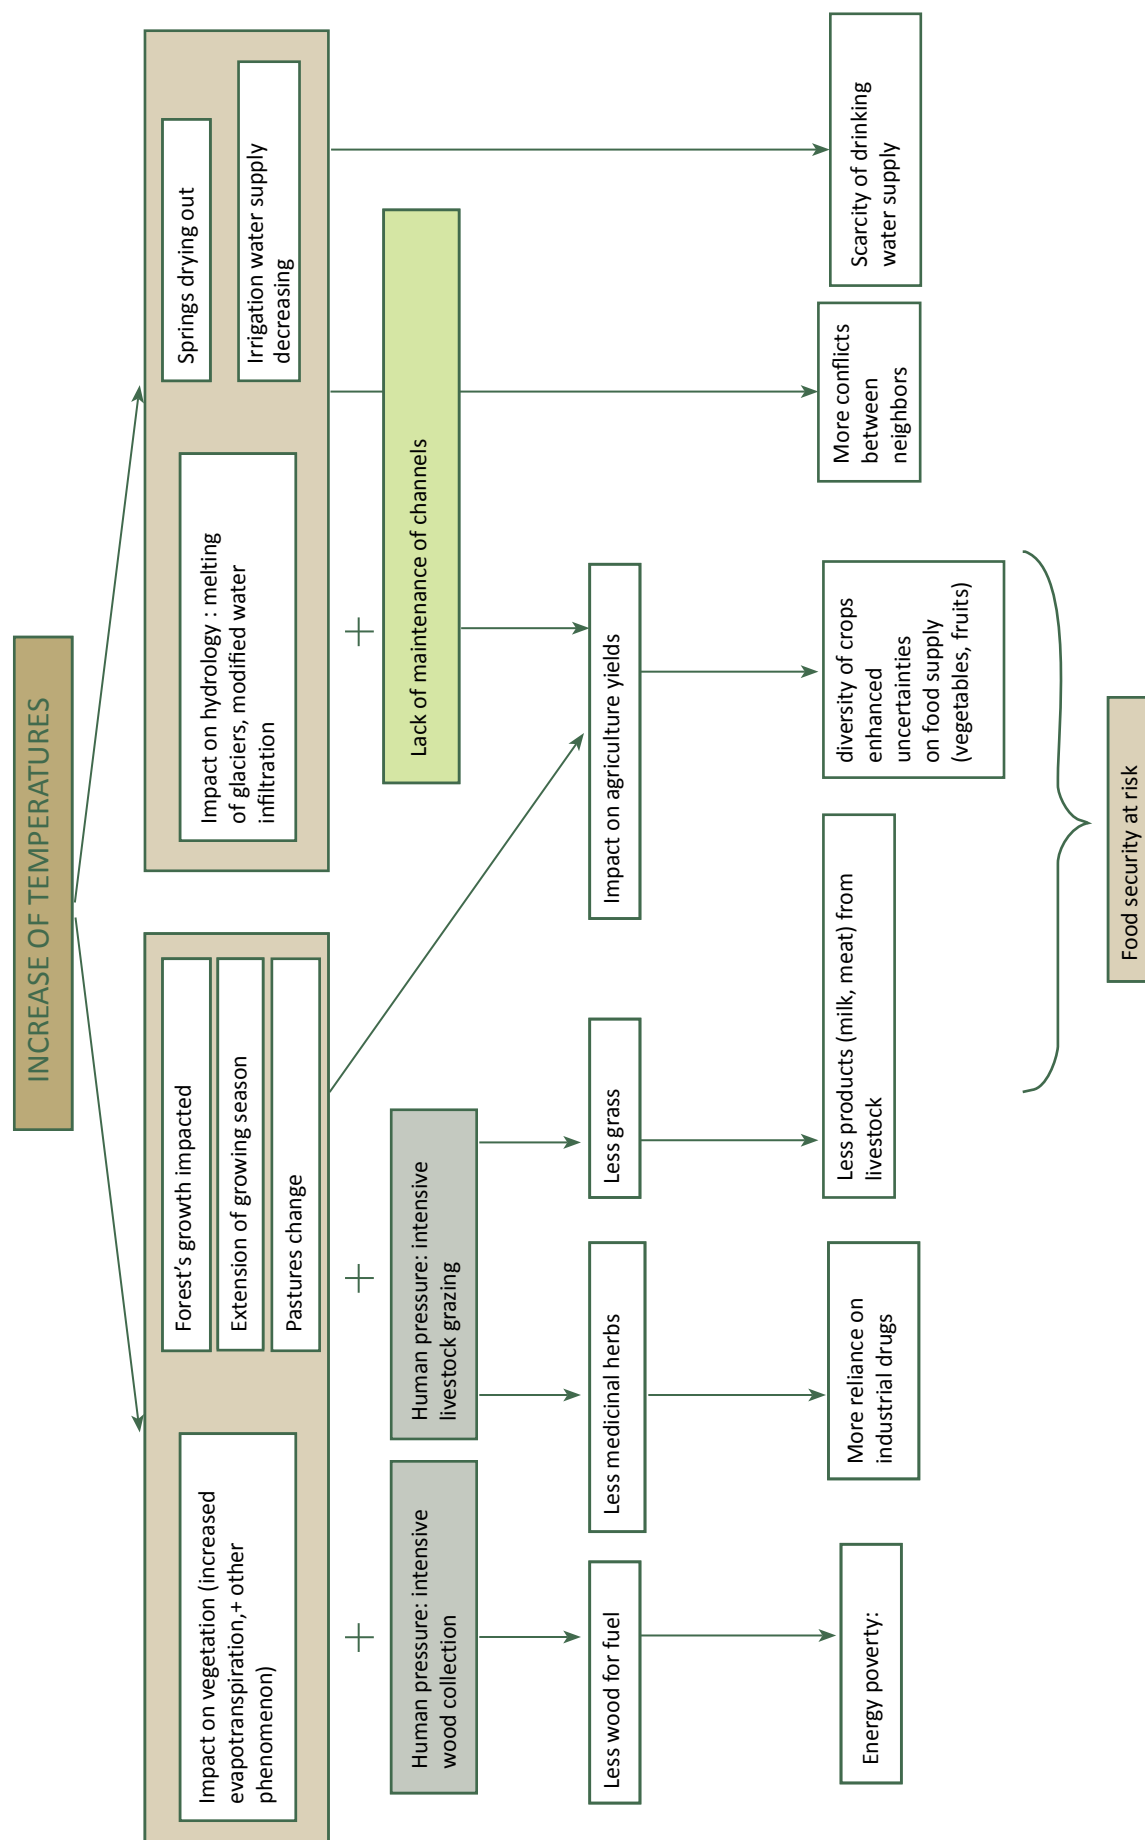 INCREASE OF TEMPERATURES
Impact on vegetation (increased
evapotranspiration,+ other
phenomenon)
Forest's growth impacted
Extension of growing season
Pastures change
Impact on hydrology : melting
of glaciers, modified water
infiltration
Springs drying out
Irrigation water supply
decreasing
+
+
+
Human pressure: intensive
wood collection
Human pressure: intensive
livestock grazing
Lack of maintenance of channels
Less wood for fuel
Less medicinal herbs
Less grass
Impact on agriculture yields
Energy poverty:
More reliance on
industrial drugs
Less products (milk, meat) from
livestock
diversity of crops
enhanced
uncertainties
on food supply
(vegetables, fruits)
More conflicts
between
neighbors
Scarcity of drinking
water supply
Food security at risk